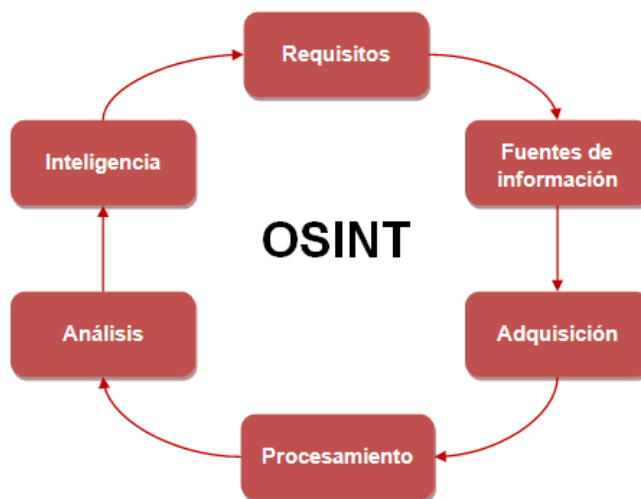 Requisitos
Fuentes de
información
Adquisición
Procesamiento
Análisis
Inteligencia
OSINT